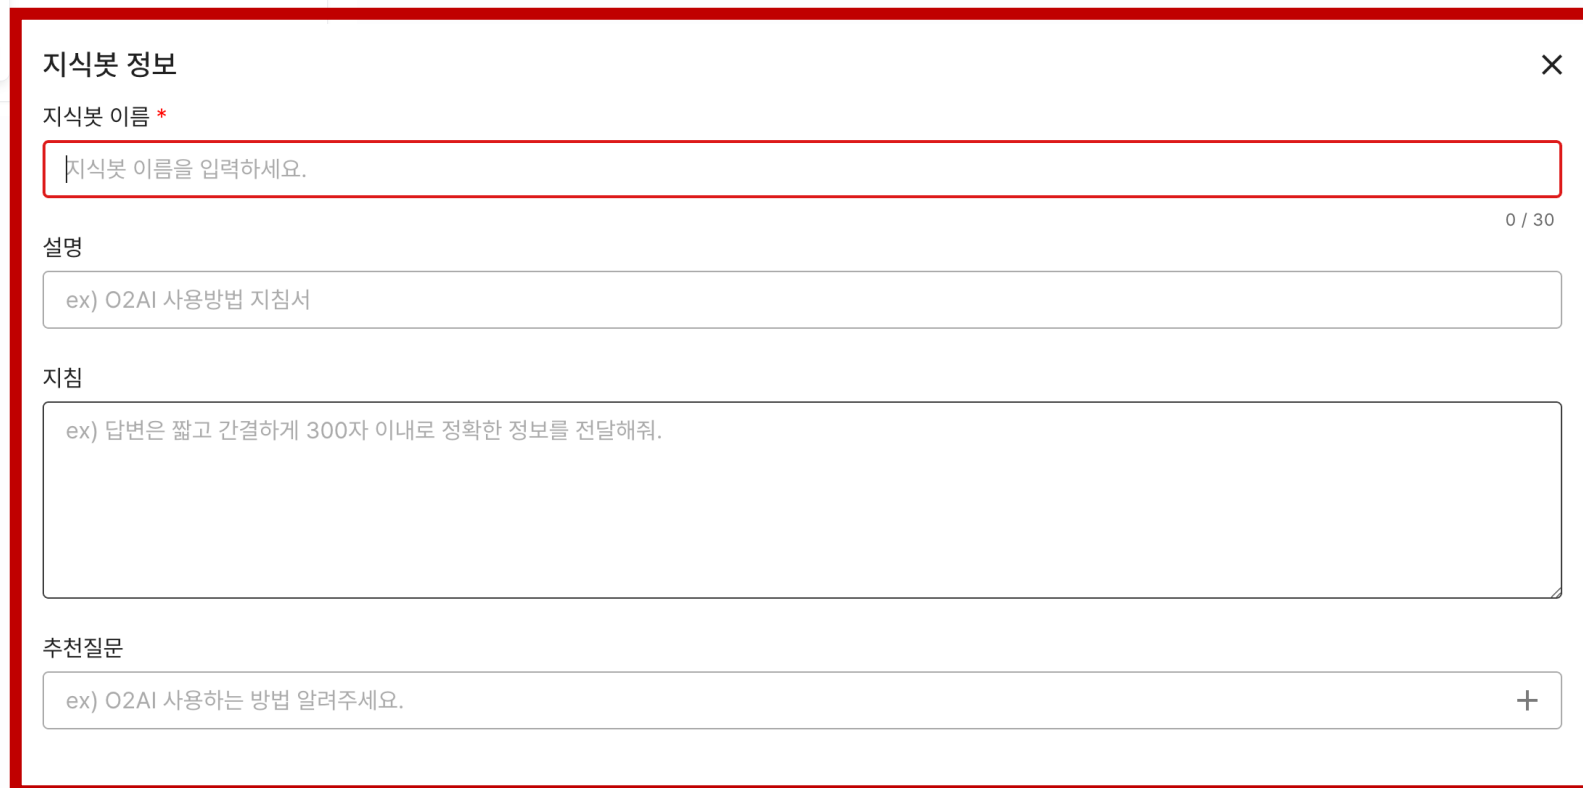 지식봇 정보
지식봇 이름 *
지식봇 이름을 입력하세요.
0 / 30
설명
ex) O2AI 사용방법 지침서
지침
ex) 답변은 짧고 간결하게 300자 이내로 정확한 정보를 전달해줘.
추천질문
ex) O2AI 사용하는 방법 알려주세요.